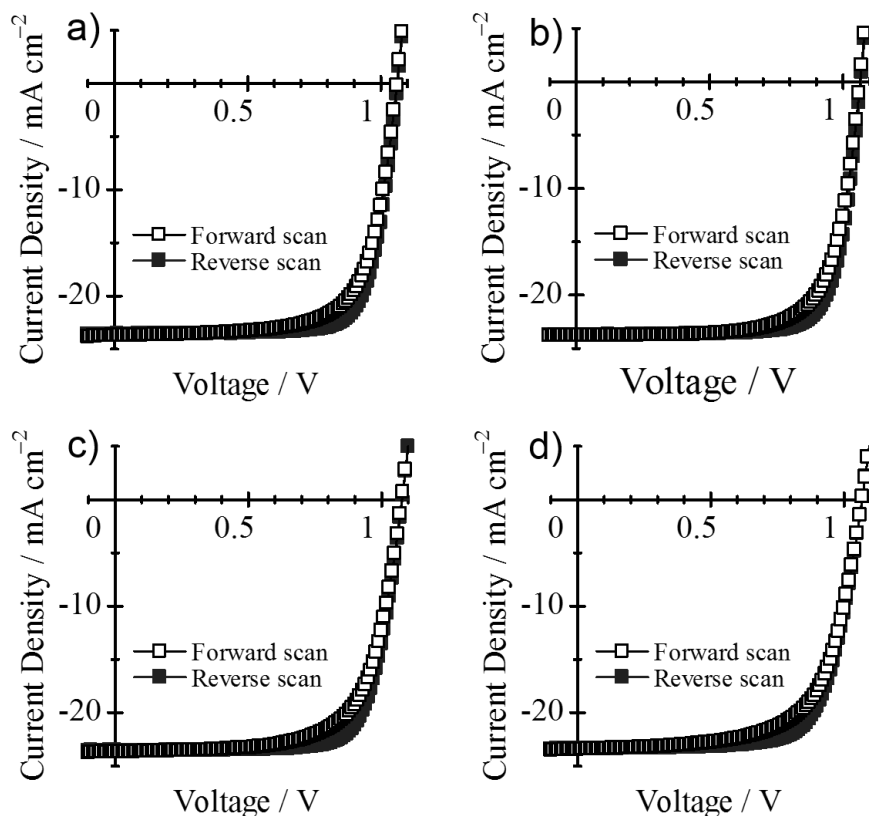 a)
Current Density / mA cm⁻²
0
0.5
1
-10
-20
Forward scan
Reverse scan
Voltage / V
b)
Current Density / mA cm⁻²
0
0.5
1
-10
-20
Forward scan
Reverse scan
Voltage / V
c)
Current Density / mA cm⁻²
0
0.5
1
-10
-20
Forward scan
Reverse scan
Voltage / V
d)
Current Density / mA cm⁻²
0
0.5
1
-10
-20
Forward scan
Reverse scan
Voltage / V